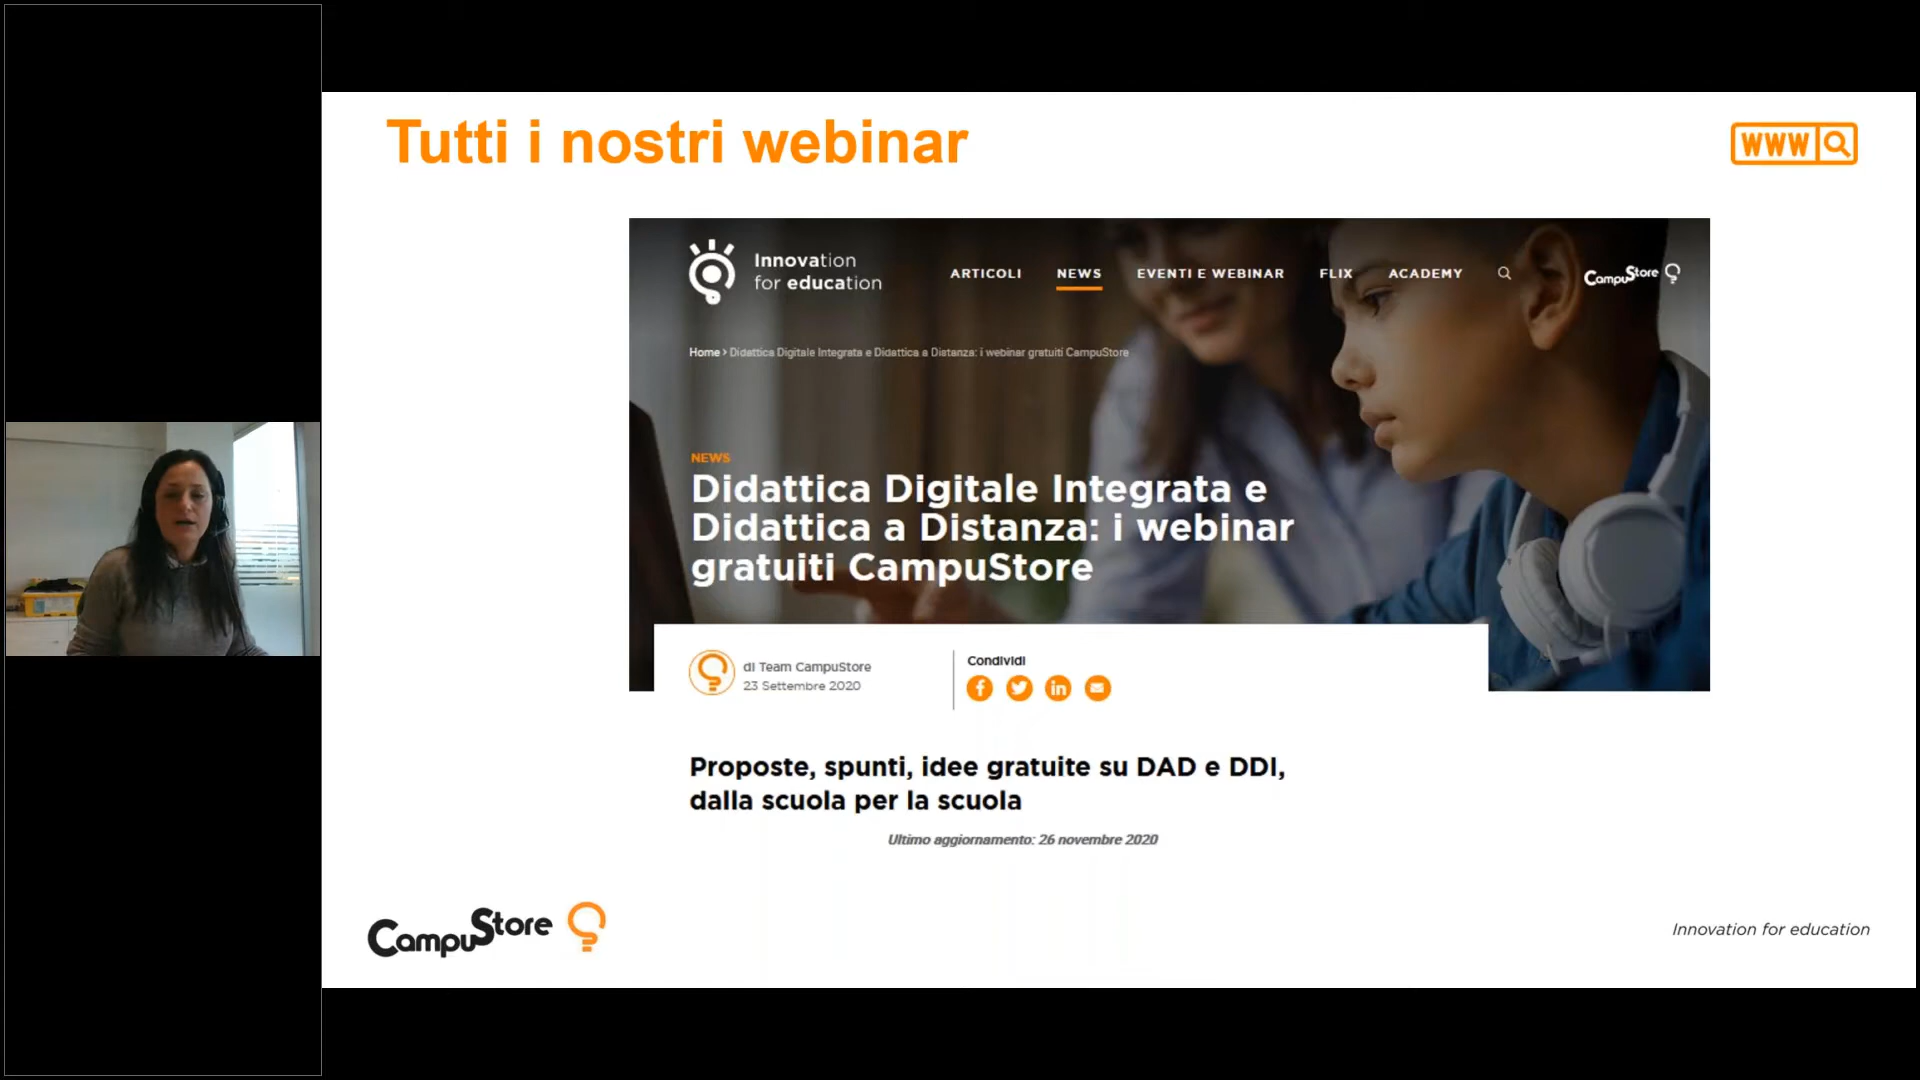 Tutti i nostri webinar
WWW
Innovation
for education
ARTICOLI NEWS EVENTI E WEBINAR FLIX ACADEMY
CampuStore
Home > Didattica Digitale Integrata e Didattica a Distanza: i webinar gratuiti CampuStore
NEWS
Didattica Digitale Integrata e
Didattica a Distanza: i webinar
gratuiti CampuStore
di Team CampuStore
23 Settembre 2020
Condividi
Proposte, spunti, idee gratuite su DAD e DDI,
dalla scuola per la scuola
Ultimo aggiornamento: 26 novembre 2020
CampuStore
Innovation for education